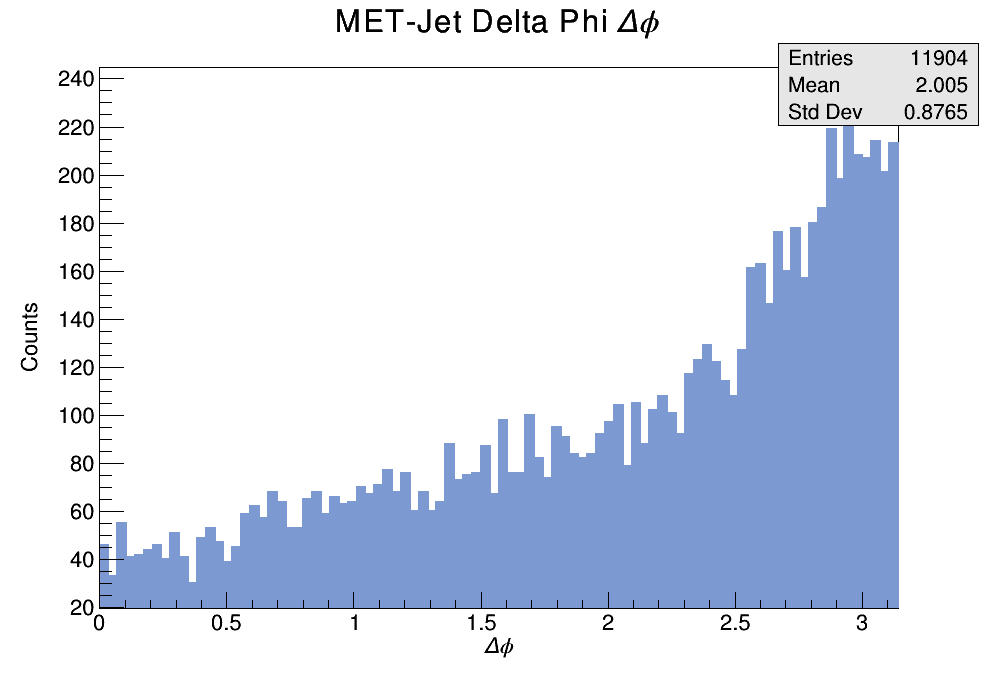 MET-Jet Delta Phi Δϕ
Entries 11904
Mean 2.005
Std Dev 0.8765
240
220
200
180
160
140
120
100
80
60
40
20
Counts
0 0.5 1 1.5 2 2.5 3
Δϕ